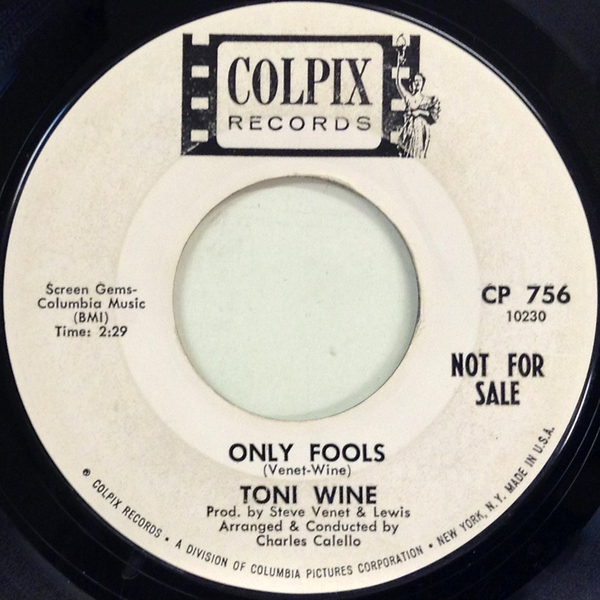 COLPIX
RECORDS
Screen Gems-
Columbia Music
(BMI)
Time: 2:29
CP 756
10230
NOT FOR
SALE
ONLY FOOLS
(Venet-Wine)
TONI WINE
Prod. by Steve Venet & Lewis
Arranged & Conducted by
Charles Calello
℗ COLPIX RECORDS • A DIVISION OF COLUMBIA PICTURES CORPORATION • NEW YORK, N.Y. MADE IN U.S.A.